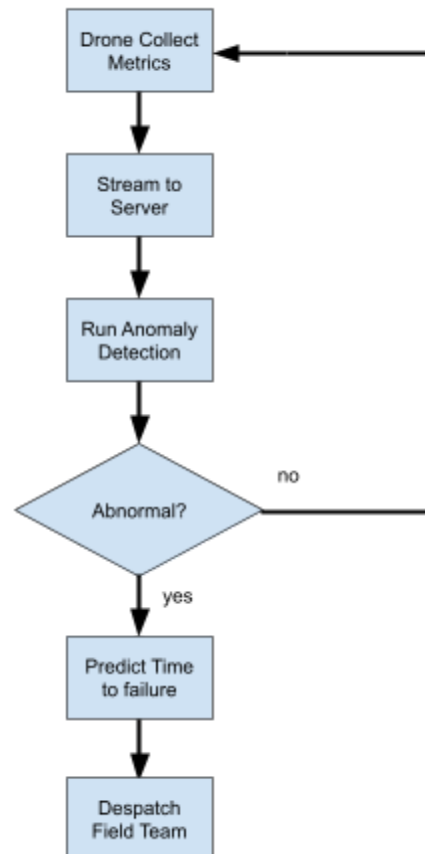 Drone Collect
Metrics
Stream to
Server
Run Anomaly
Detection
Abnormal?
no
yes
Predict Time
to failure
Despatch
Field Team